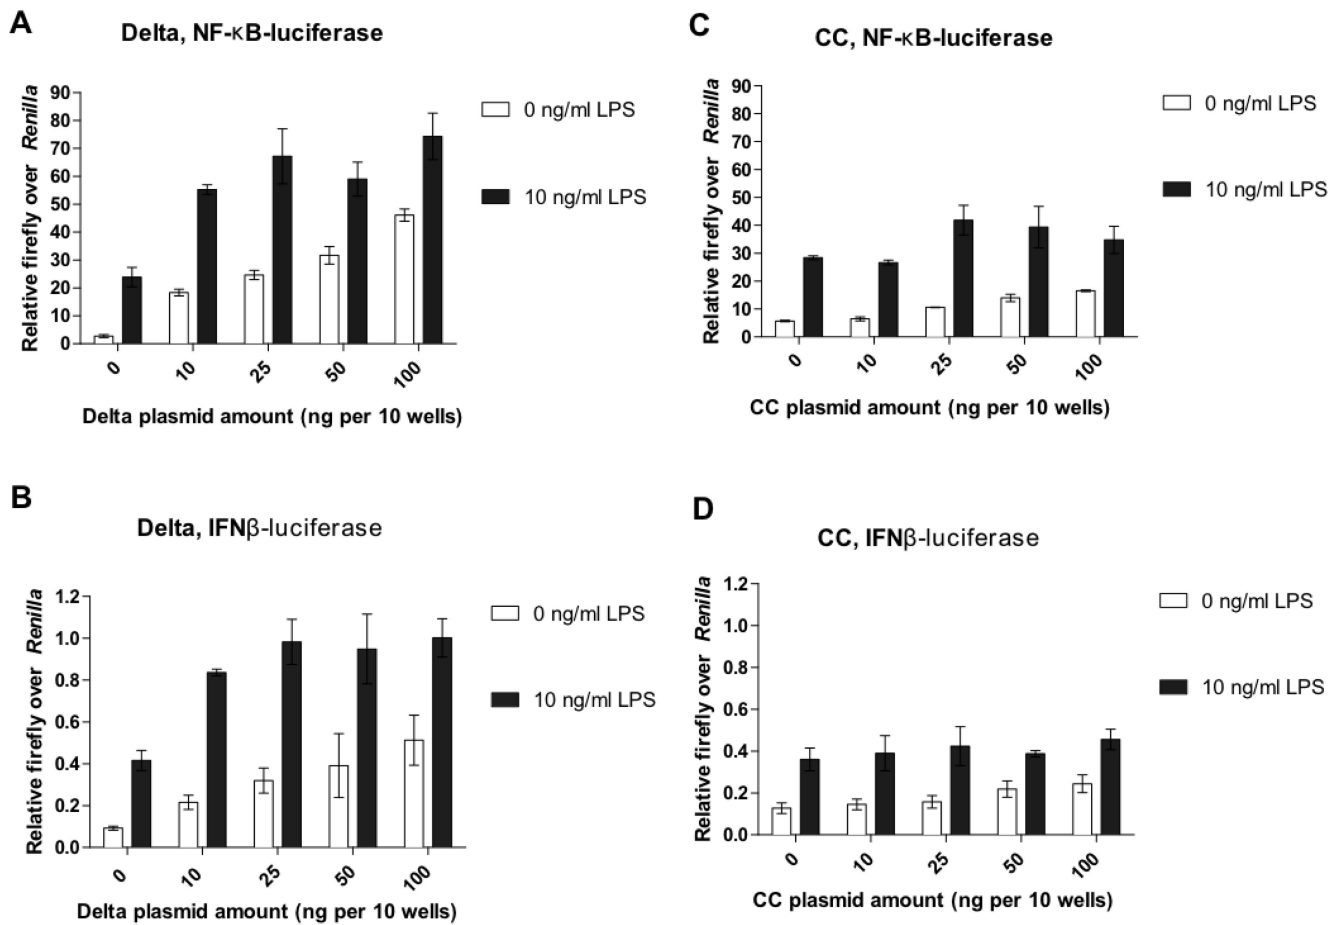 A
Delta, NF-κB-luciferase
Relative firefly over Renilla
90
80
70
60
50
40
30
20
10
0
0
10
25
50
100
Delta plasmid amount (ng per 10 wells)
0 ng/ml LPS
10 ng/ml LPS
C
CC, NF-κB-luciferase
Relative firefly over Renilla
90
80
70
60
50
40
30
20
10
0
0
10
25
50
100
CC plasmid amount (ng per 10 wells)
0 ng/ml LPS
10 ng/ml LPS
B
Delta, IFNβ-luciferase
Relative firefly over Renilla
1.2
1.0
0.8
0.6
0.4
0.2
0.0
0
10
25
50
100
Delta plasmid amount (ng per 10 wells)
0 ng/ml LPS
10 ng/ml LPS
D
CC, IFNβ-luciferase
Relative firefly over Renilla
1.2
1.0
0.8
0.6
0.4
0.2
0.0
0
10
25
50
100
CC plasmid amount (ng per 10 wells)
0 ng/ml LPS
10 ng/ml LPS